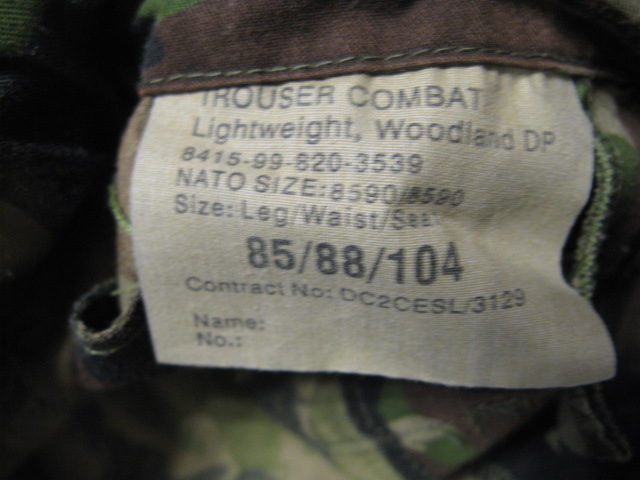 TROUSER COMBAT
Lightweight, Woodland DP
8415-99-820-3539
NATO SIZE: 8590/8590
Size: Leg/Waist/Seat
85/88/104
Contract No: DC2CESL/3129
Name:
No.: